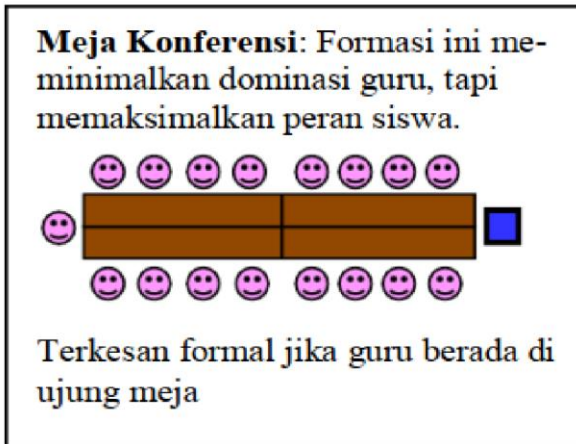 Meja Konferensi: Formasi ini me-
minimalkan dominasi guru, tapi
memaksimalkan peran siswa.
Terkesan formal jika guru berada di
ujung meja